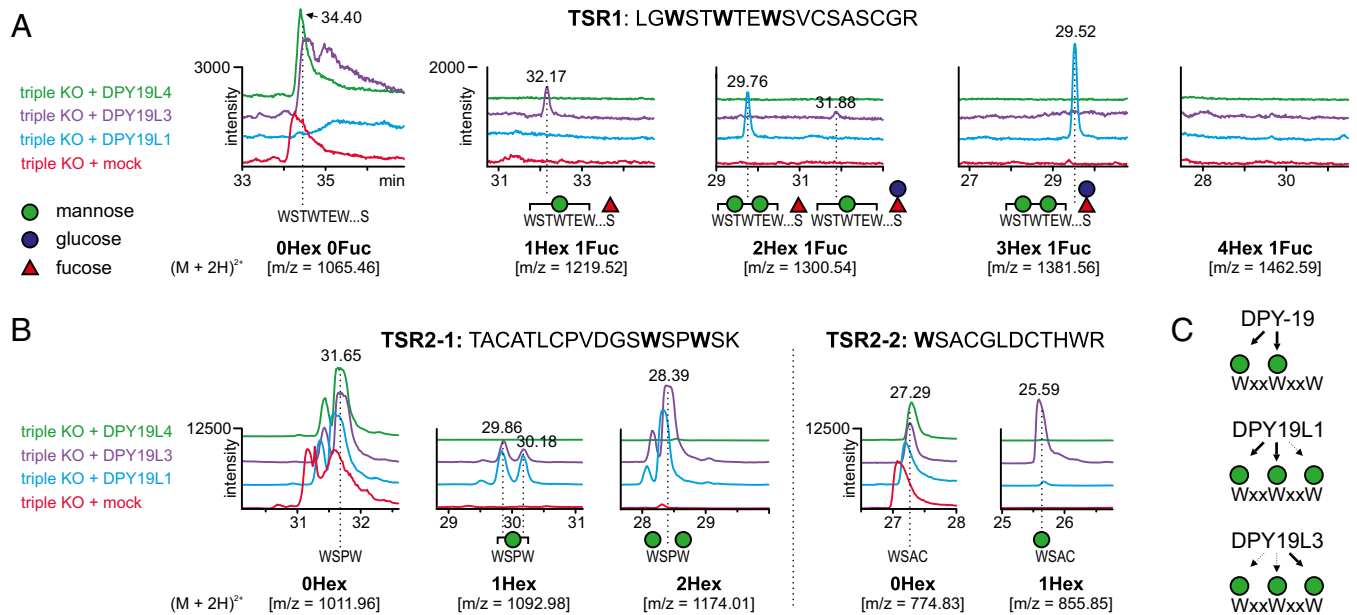 A
TSR1: LGWSTWTEWSVCSASCGR
triple KO + DPY19L4
triple KO + DPY19L3
triple KO + DPY19L1
triple KO + mock
mannose
glucose
fucose
3000
intensity
34.40
33 35 min
WSTWTEW...S
0Hex 0Fuc
(M + 2H)²⁺ [m/z = 1065.46]
2000
intensity
32.17
31 33
WSTWTEW...S
1Hex 1Fuc
[m/z = 1219.52]
29.76
31.88
29 31 33
WSTWTEW...S WSTWTEW...S
2Hex 1Fuc
[m/z = 1300.54]
29.52
27 29
WSTWTEW...S
3Hex 1Fuc
[m/z = 1381.56]
28 30
4Hex 1Fuc
[m/z = 1462.59]
B
TSR2-1: TACATLCPVDGSWSPWSK
TSR2-2: WSACGLDCTHWR
triple KO + DPY19L4
triple KO + DPY19L3
triple KO + DPY19L1
triple KO + mock
12500
intensity
31.65
31 32
WSPW
0Hex
(M + 2H)²⁺ [m/z = 1011.96]
29.86
30.18
29 30 31
WSPW
1Hex
[m/z = 1092.98]
28.39
28 29
WSPW
2Hex
[m/z = 1174.01]
12500
intensity
27.29
27 28
WSAC
0Hex
[m/z = 774.83]
25.59
25 26
WSAC
1Hex
[m/z = 855.85]
C
DPY-19
WxxWxxW
DPY19L1
WxxWxxW
DPY19L3
WxxWxxW